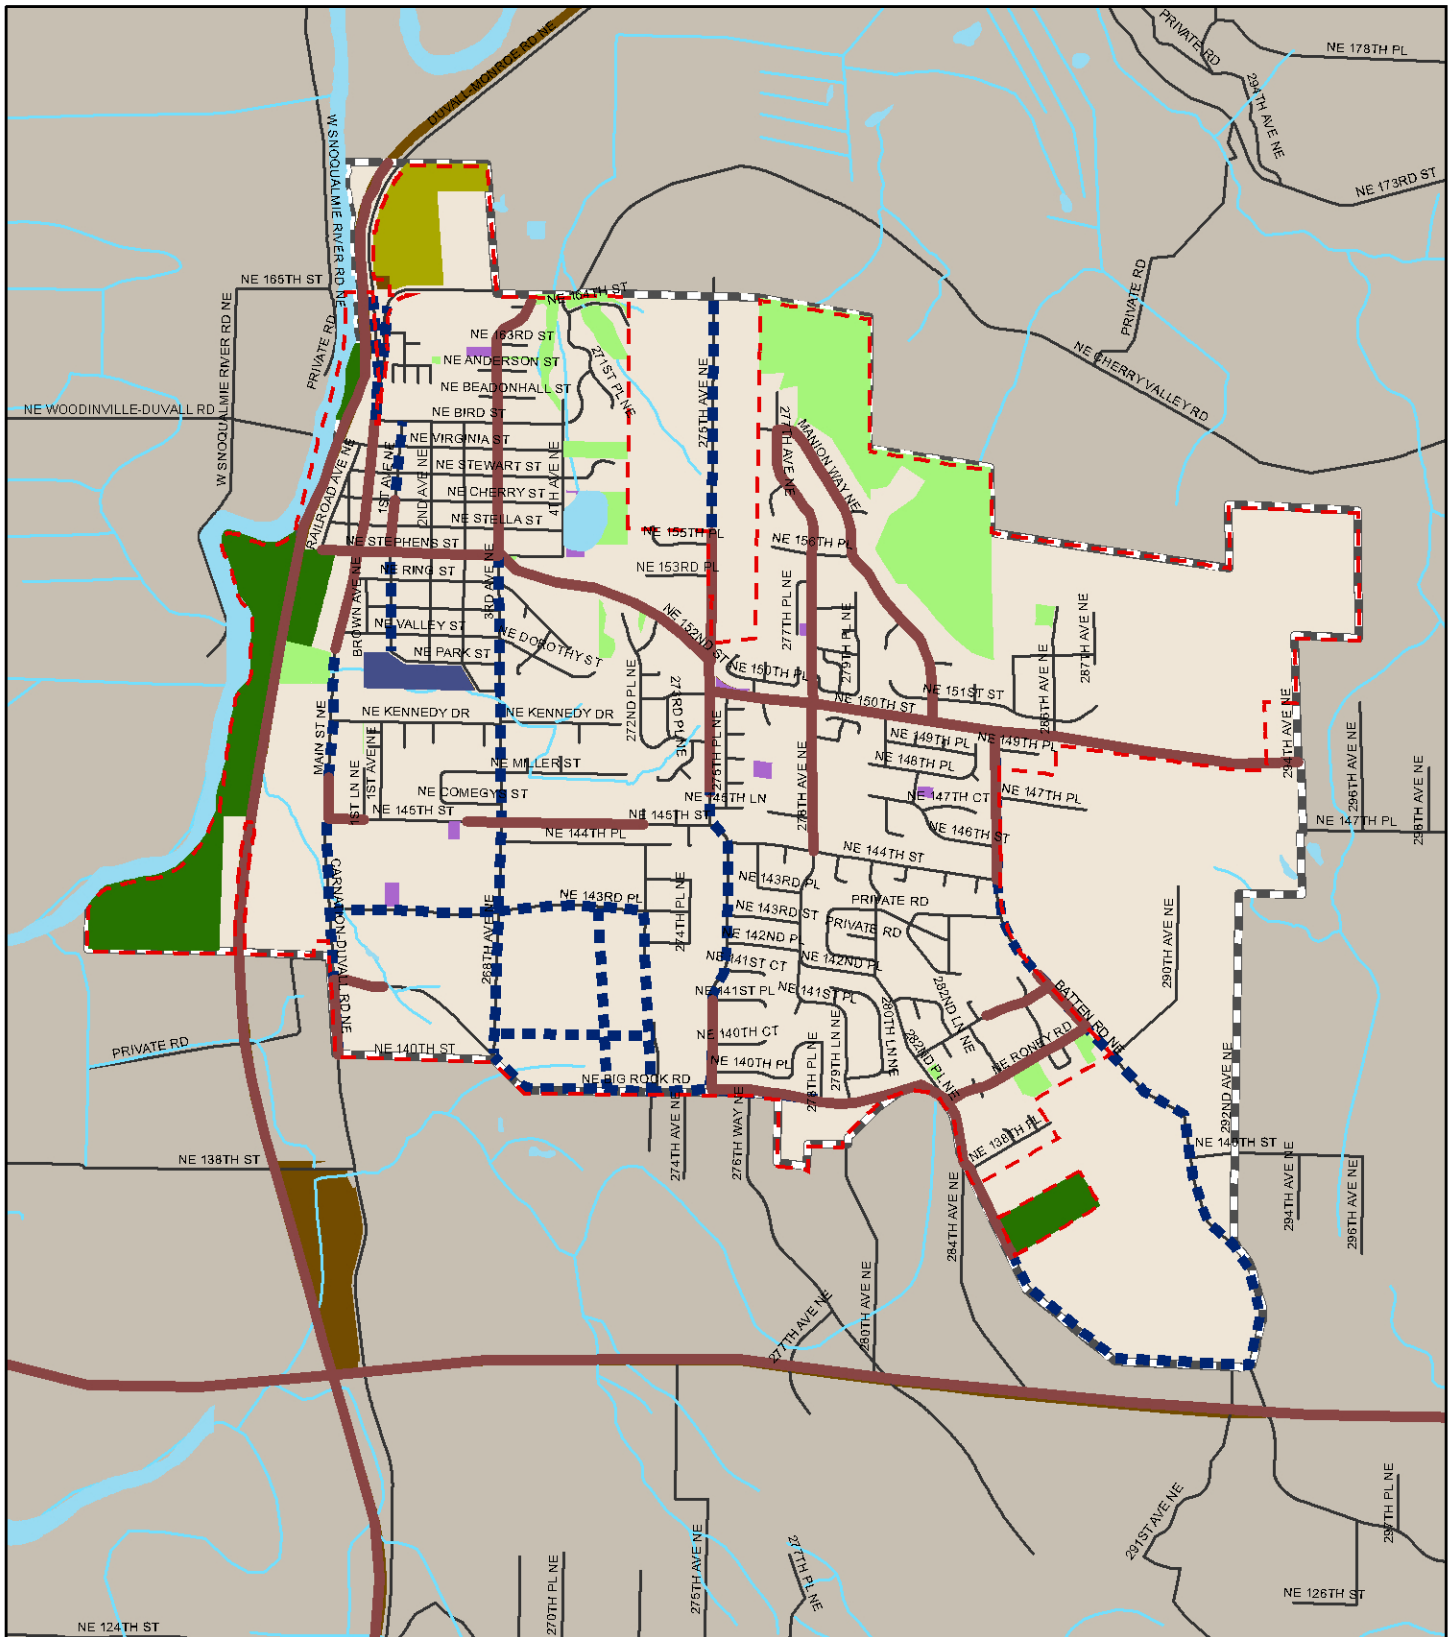 NE 178TH PL
PRIVATE RD
294TH AVE NE
DUVALL-MONROE RD NE
W SNOQUALMIE RIVER RD NE
NE 173RD ST
NE 165TH ST
PRIVATE RD
NE 164TH ST
W SNOQUALMIE RIVER RD NE
PRIVATE RD
NE 163RD ST
NE ANDERSON ST
271ST PL NE
NE BEADONHALL ST
275TH AVE NE
NE CHERRY VALLEY RD
NE WOODINVILLE-DUVALL RD
NE BIRD ST
277TH AVE NE
MANION WAY NE
NE VIRGINIA ST
RAILROAD AVE NE
1ST AVE NE
2ND AVE NE
NE STEWART ST
4TH AVE NE
NE CHERRY ST
NE STELLA ST
NE STEPHENS ST
NE 155TH PL
NE 156TH PL
BROWN AVE NE
NE RING ST
3RD AVE NE
NE 153RD PL
277TH PL NE
279TH PL NE
NE 152ND ST
NE VALLEY ST
NE DOROTHY ST
286TH AVE NE
287TH AVE NE
NE PARK ST
NE 150TH PL
272ND PL NE
273RD PL NE
NE 151ST ST
NE 150TH ST
MAIN ST NE
NE KENNEDY DR
NE KENNEDY DR
275TH PL NE
NE 149TH PL
NE 149TH PL
294TH AVE NE
1ST LN NE
1ST AVE NE
NE MILLER ST
278TH AVE NE
NE 148TH PL
296TH AVE NE
298TH AVE NE
NE COMEGYS ST
NE 145TH LN
NE 147TH CT
NE 147TH PL
NE 145TH ST
NE 145TH ST
NE 144TH PL
NE 146TH ST
NE 147TH PL
NE 144TH ST
CARNATION-DUVALL RD NE
NE 143RD PL
274TH PL NE
NE 143RD PL
PRIVATE RD
268TH AVE NE
NE 143RD ST
PRIVATE RD
290TH AVE NE
NE 142ND PL
NE 142ND PL
NE 141ST CT
NE 141ST PL
NE 141ST PL
280TH LN NE
282ND LN NE
BATTEN RD NE
PRIVATE RD
NE 140TH ST
NE 140TH CT
279TH LN NE
282ND PL NE
NE RONEY RD
NE 140TH PL
278TH PL NE
292ND AVE NE
NE BIG ROCK RD
274TH AVE NE
276TH WAY NE
NE 138TH PL
NE 140TH ST
NE 138TH ST
284TH AVE NE
294TH AVE NE
296TH AVE NE
277TH AVE NE
280TH AVE NE
270TH PL NE
275TH AVE NE
277TH PL NE
291ST AVE NE
297TH PL NE
NE 126TH ST
NE 124TH ST